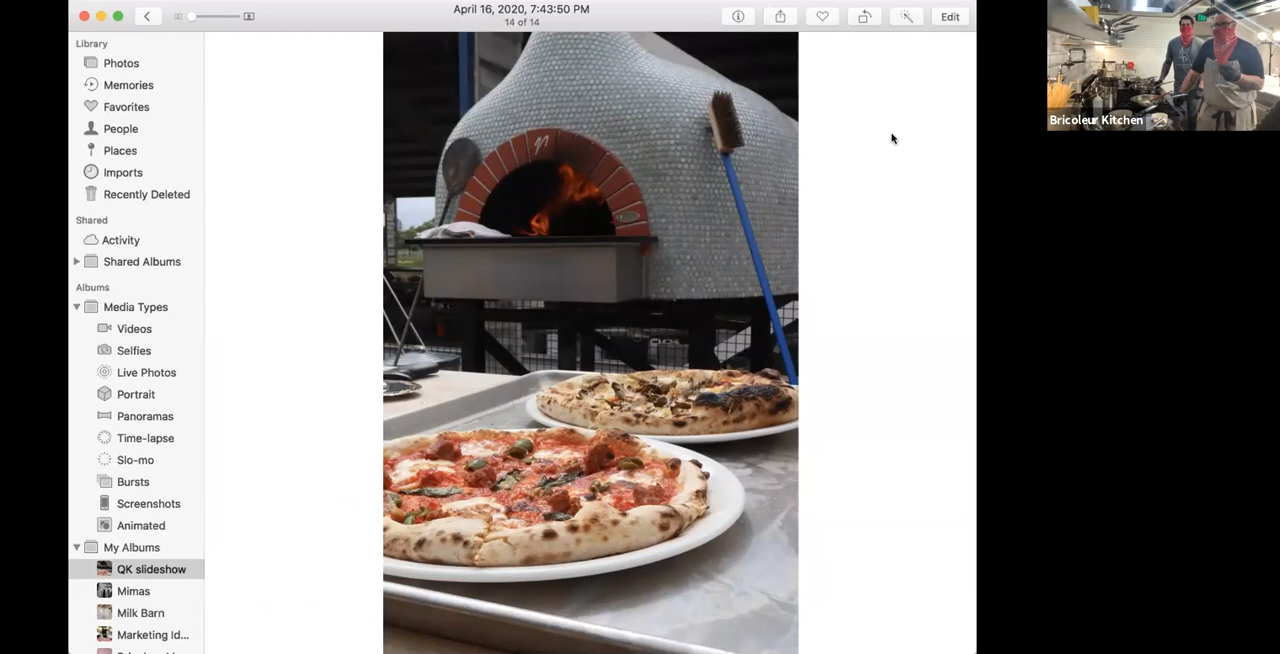 April 16, 2020, 7:43:50 PM
14 of 14
Edit
Library
Photos
Memories
Favorites
People
Places
Imports
Recently Deleted
Shared
Activity
Shared Albums
Albums
Media Types
Videos
Selfies
Live Photos
Portrait
Panoramas
Time-lapse
Slo-mo
Bursts
Screenshots
Animated
My Albums
QK slideshow
Mimas
Milk Barn
Marketing Id...
Bricoleur Kitchen